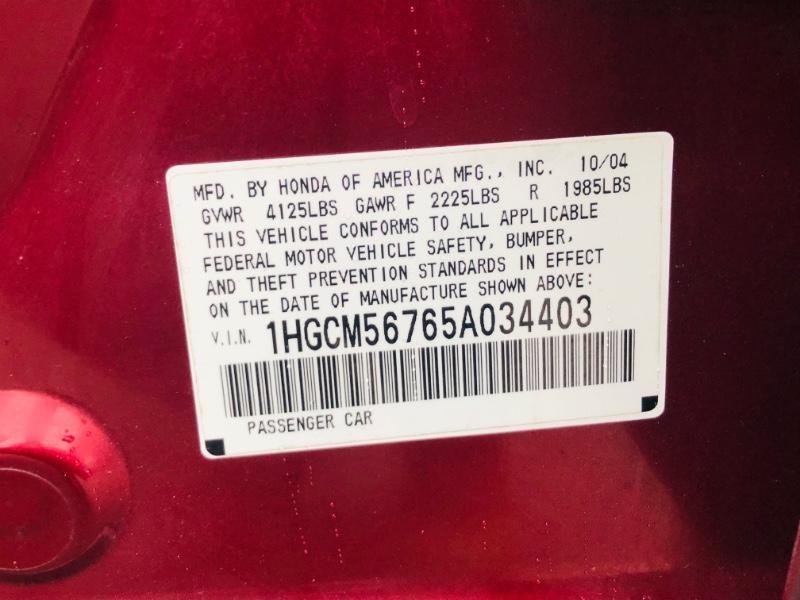 MFD. BY HONDA OF AMERICA MFG., INC. 10/04
GVWR 4125LBS GAWR F 2225LBS R 1985LBS
THIS VEHICLE CONFORMS TO ALL APPLICABLE
FEDERAL MOTOR VEHICLE SAFETY, BUMPER,
AND THEFT PREVENTION STANDARDS IN EFFECT
ON THE DATE OF MANUFACTURE SHOWN ABOVE:
V.I.N. 1HGCM56765A034403
PASSENGER CAR